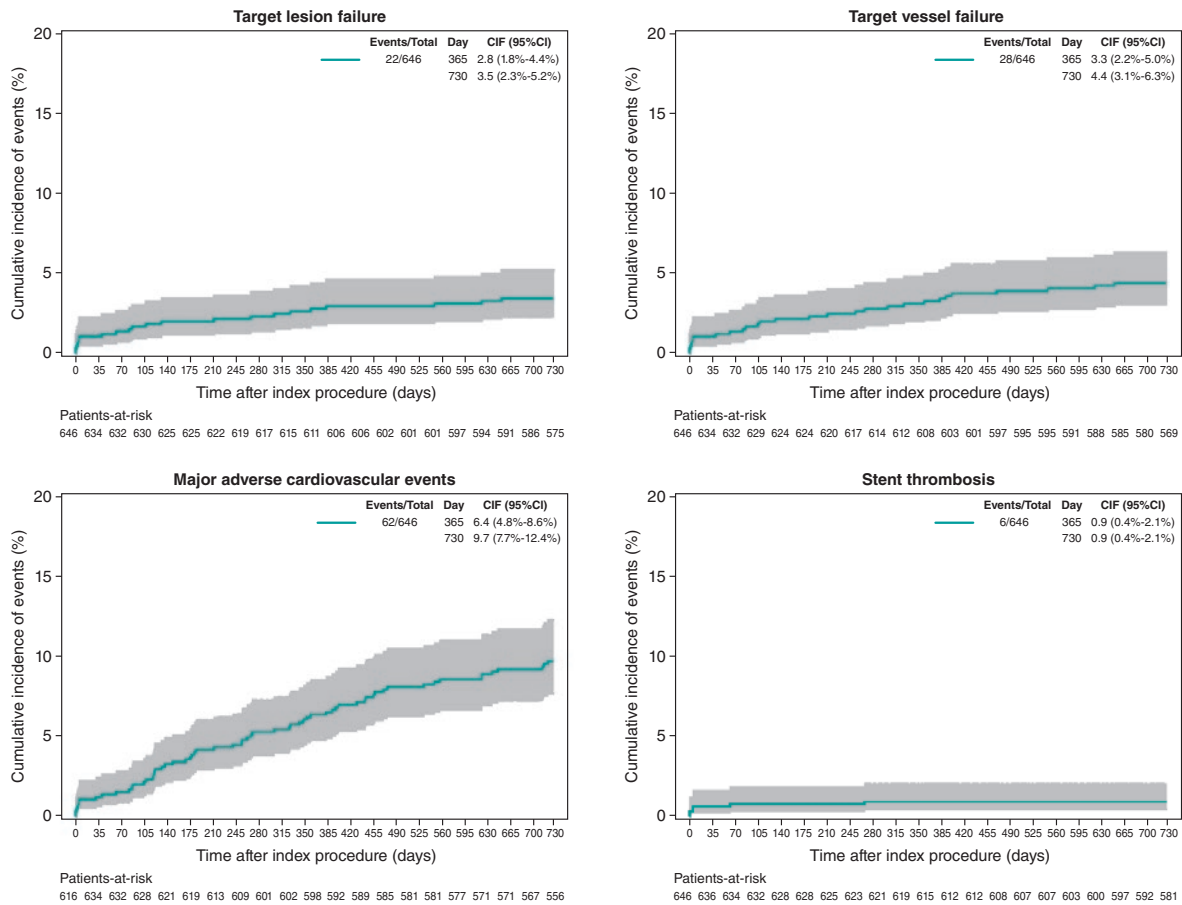 Target lesion failure
Cumulative incidence of events (%)
20
15
10
5
0
Events/Total Day CIF (95%CI)
22/646 365 2.8 (1.8%-4.4%)
730 3.5 (2.3%-5.2%)
0 35 70 105 140 175 210 245 280 315 350 385 420 455 490 525 560 595 630 665 700 730
Time after index procedure (days)
Patients-at-risk
646 634 632 630 625 625 622 619 617 615 611 606 606 602 601 601 597 594 591 586 575
Target vessel failure
Cumulative incidence of events (%)
20
15
10
5
0
Events/Total Day CIF (95%CI)
28/646 365 3.3 (2.2%-5.0%)
730 4.4 (3.1%-6.3%)
0 35 70 105 140 175 210 245 280 315 350 385 420 455 490 525 560 595 630 665 700 730
Time after index procedure (days)
Patients-at-risk
646 634 632 629 624 624 620 617 614 612 608 603 601 597 595 595 591 588 585 580 569
Major adverse cardiovascular events
Cumulative incidence of events (%)
20
15
10
5
0
Events/Total Day CIF (95%CI)
62/646 365 6.4 (4.8%-8.6%)
730 9.7 (7.7%-12.4%)
0 35 70 105 140 175 210 245 280 315 350 385 420 455 490 525 560 595 630 665 700 730
Time after index procedure (days)
Patients-at-risk
616 634 632 628 621 619 613 609 601 602 598 592 589 585 581 581 577 571 571 567 556
Stent thrombosis
Cumulative incidence of events (%)
20
15
10
5
0
Events/Total Day CIF (95%CI)
6/646 365 0.9 (0.4%-2.1%)
730 0.9 (0.4%-2.1%)
0 35 70 105 140 175 210 245 280 315 350 385 420 455 490 525 560 595 630 665 700 730
Time after index procedure (days)
Patients-at-risk
646 636 634 632 628 628 625 623 621 619 615 612 612 608 607 607 603 600 597 592 581